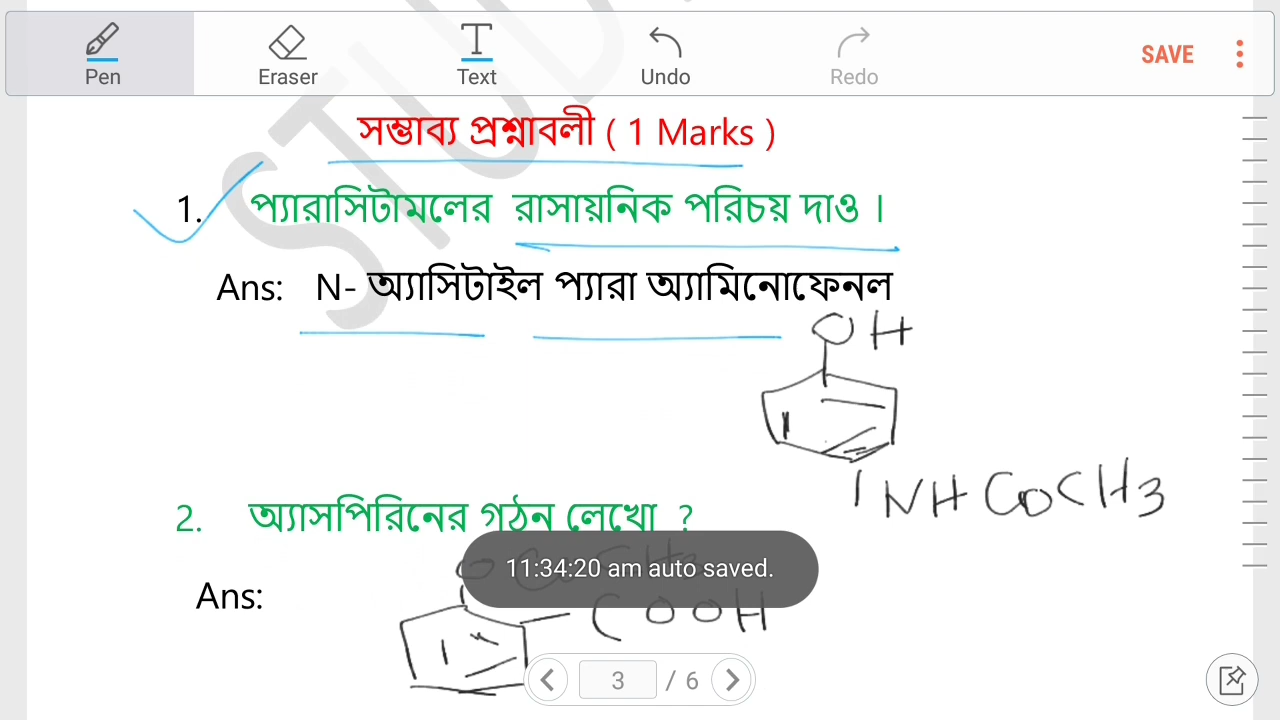 Pen Eraser Text Undo Redo SAVE
সম্ভাব্য প্রশ্নাবলী ( 1 Marks )
1. প্যারাসিটামলের রাসায়নিক পরিচয় দাও ।
Ans: N- অ্যাসিটাইল প্যারা অ্যামিনোফেনল
OH
NHCOCH3
2. অ্যাসপিরিনের গঠন লেখো ?
OCOCH3
11:34:20 am auto saved.
Ans:
COOH
3 / 6